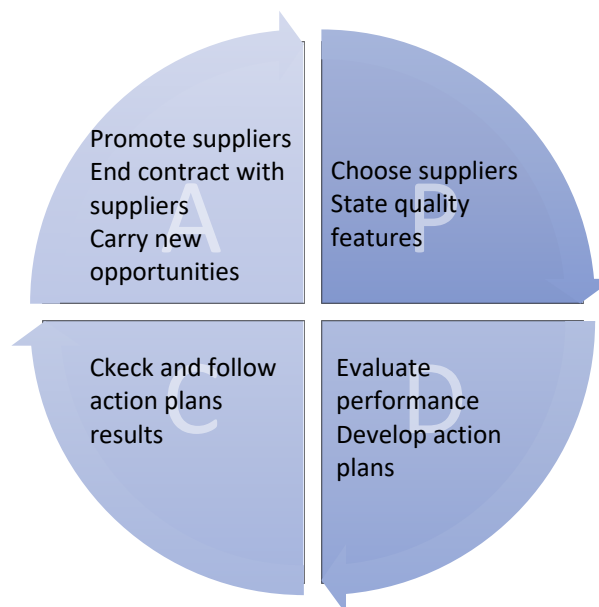 Promote suppliers
End contract with
suppliers
Carry new
opportunities
A
Choose suppliers
State quality
features
P
Ckeck and follow
action plans
results
C
Evaluate
performance
Develop action
plans
D